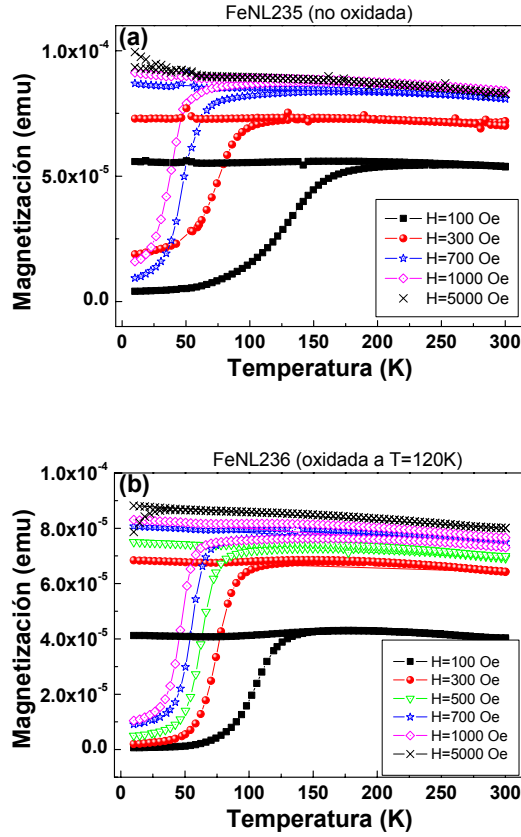 FeNL235 (no oxidada)
(a)
1.0x10-4
5.0x10-5
0.0
Magnetización (emu)
H=100 Oe
H=300 Oe
H=700 Oe
H=1000 Oe
H=5000 Oe
0 50 100 150 200 250 300
Temperatura (K)
FeNL236 (oxidada a T=120K)
(b)
1.0x10-4
8.0x10-5
6.0x10-5
4.0x10-5
2.0x10-5
0.0
Magnetización (emu)
H=100 Oe
H=300 Oe
H=500 Oe
H=700 Oe
H=1000 Oe
H=5000 Oe
0 50 100 150 200 250 300
Temperatura (K)